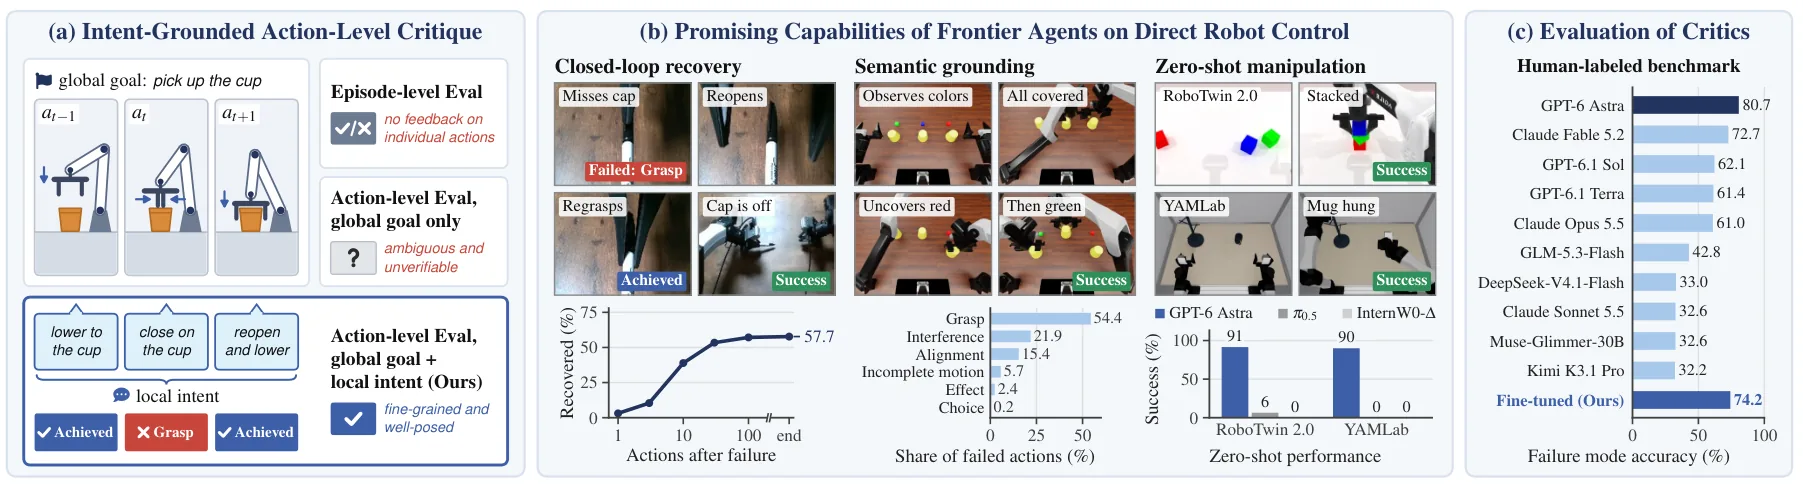 (a) Intent-Grounded Action-Level Critique
global goal: pick up the cup
a_{t−1}
a_t
a_{t+1}
Episode-level Eval
✓/✗
no feedback on
individual actions
Action-level Eval,
global goal only
?
ambiguous and
unverifiable
lower to
the cup
close on
the cup
reopen
and lower
local intent
✓ Achieved
✗ Grasp
✓ Achieved
Action-level Eval,
global goal +
local intent (Ours)
fine-grained and
well-posed
(b) Promising Capabilities of Frontier Agents on Direct Robot Control
Closed-loop recovery
Misses cap
Failed: Grasp
Reopens
Regrasps
Achieved
Cap is off
Success
Recovered (%)
75
50
25
0
57.7
1
10
100
end
Actions after failure
Semantic grounding
Observes colors
All covered
Uncovers red
Then green
Success
Grasp 54.4
Interference 21.9
Alignment 15.4
Incomplete motion 5.7
Effect 2.4
Choice 0.2
0
25
50
Share of failed actions (%)
Zero-shot manipulation
RoboTwin 2.0
Stacked
Success
YAMLab
Mug hung
Success
GPT-6 Astra
π0.5
InternW0-Δ
Success (%)
100
50
0
91
6
0
90
0
0
RoboTwin 2.0
YAMLab
Zero-shot performance
(c) Evaluation of Critics
Human-labeled benchmark
GPT-6 Astra 80.7
Claude Fable 5.2 72.7
GPT-6.1 Sol 62.1
GPT-6.1 Terra 61.4
Claude Opus 5.5 61.0
GLM-5.3-Flash 42.8
DeepSeek-V4.1-Flash 33.0
Claude Sonnet 5.5 32.6
Muse-Glimmer-30B 32.6
Kimi K3.1 Pro 32.2
Fine-tuned (Ours) 74.2
0
50
100
Failure mode accuracy (%)